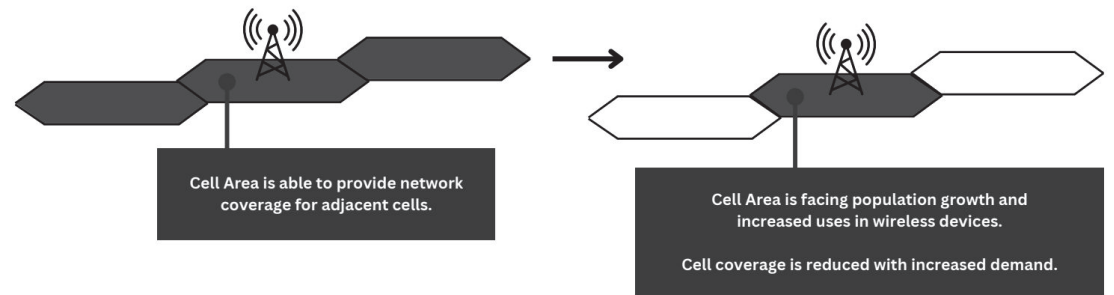 Cell Area is able to provide network
coverage for adjacent cells.
Cell Area is facing population growth and
increased uses in wireless devices.
Cell coverage is reduced with increased demand.